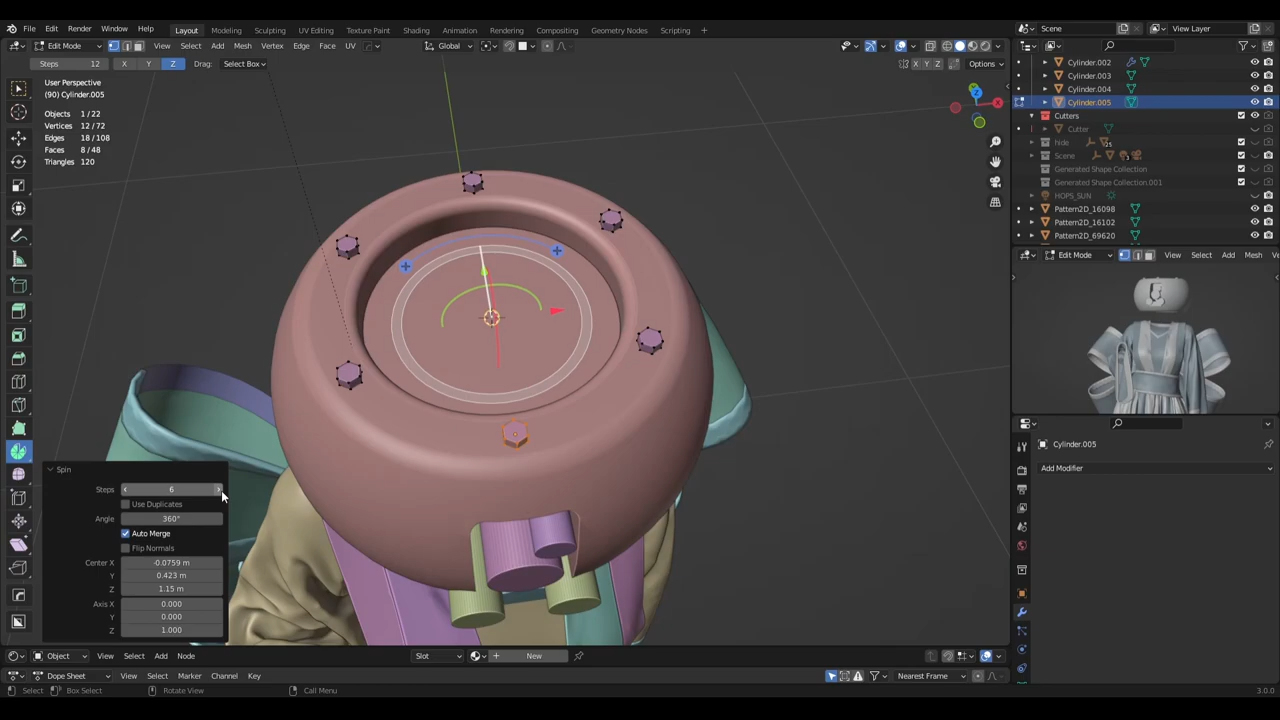 File Edit Render Window Help Layout Modeling Sculpting UV Editing Texture Paint Shading Animation Rendering Compositing Geometry Nodes Scripting Scene View Layer
Edit Mode View Select Add Mesh Vertex Edge Face UV Global
Steps 12 X Y Z Drag: Select Box X Y Z Options
User Perspective
(90) Cylinder.005
Objects 1/22
Vertices 12/72
Edges 18/108
Faces 8/48
Triangles 120
Cylinder.002
Cylinder.003
Cylinder.004
Cylinder.005
Cutters
Cutter
hide
Scene
Generated Shape Collection
Generated Shape Collection.001
HOPS_SUN
Pattern2D_16098
Pattern2D_16102
Pattern2D_69620
Edit Mode View Select Add Mesh
Cylinder.005
Add Modifier
Spin
Steps 6
Use Duplicates
Angle 360°
Auto Merge
Flip Normals
Center X -0.0759 m
Y 0.423 m
Z 1.15 m
Axis X 0.000
Y 0.000
Z 1.000
Object View Select Add Node Slot New
Dope Sheet View Select Marker Channel Key Nearest Frame
Select Box Select Rotate View Call Menu 3.0.0